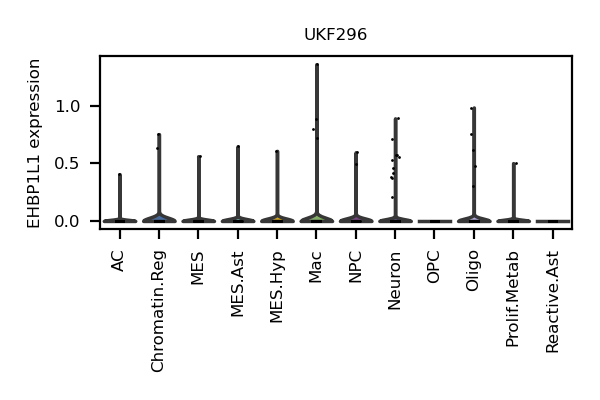 UKF296
EHBP1L1 expression
1.0
0.5
0.0
AC
Chromatin.Reg
MES
MES.Ast
MES.Hyp
Mac
NPC
Neuron
OPC
Oligo
Prolif.Metab
Reactive.Ast